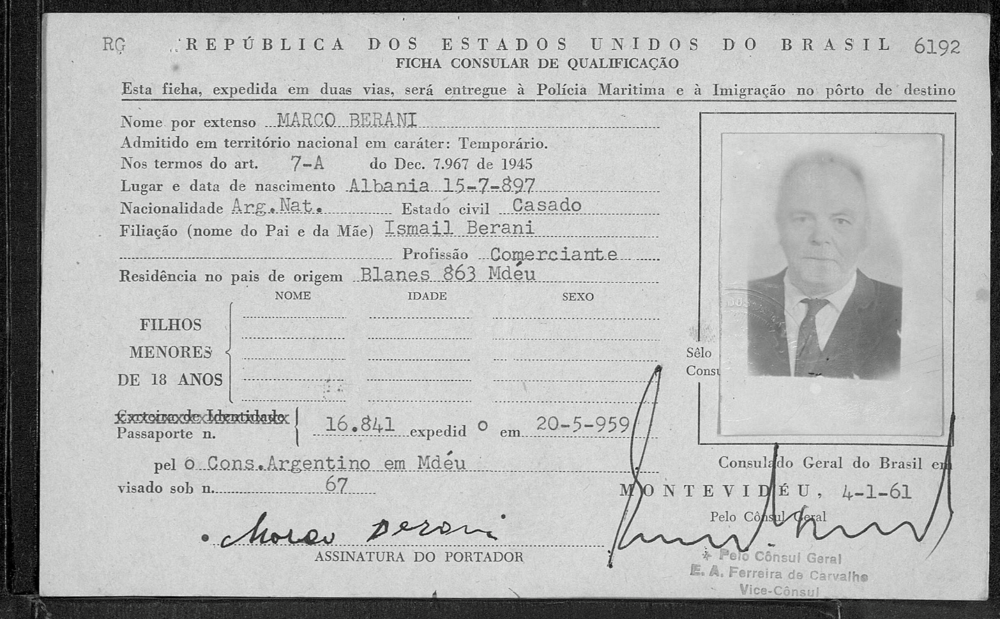 RG REPÚBLICA DOS ESTADOS UNIDOS DO BRASIL 6192
FICHA CONSULAR DE QUALIFICAÇÃO
Esta ficha, expedida em duas vias, será entregue à Polícia Maritima e à Imigração no pôrto de destino
Nome por extenso MARCO BERANI
Admitido em território nacional em caráter: Temporário.
Nos termos do art. 7-A do Dec. 7.967 de 1945
Lugar e data de nascimento Albania 15-7-897
Nacionalidade Arg.Nat. Estado civil Casado
Filiação (nome do Pai e da Mãe) Ismail Berani
Profissão Comerciante
Residência no pais de origem Blanes 863 Mdéu
NOME IDADE SEXO
FILHOS
MENORES
DE 18 ANOS
Sêlo
Consu
Carteira de Identidade
Passaporte n. 16.841 expedido em 20-5-959
pelo Cons.Argentino em Mdéu
visado sob n. 67
Consulado Geral do Brasil em
MONTEVIDÉU, 4-1-61
Pelo Cônsul Geral
Marco Berani
ASSINATURA DO PORTADOR
Pelo Cônsul Geral
E. A. Ferreira de Carvalho
Vice-Cônsul